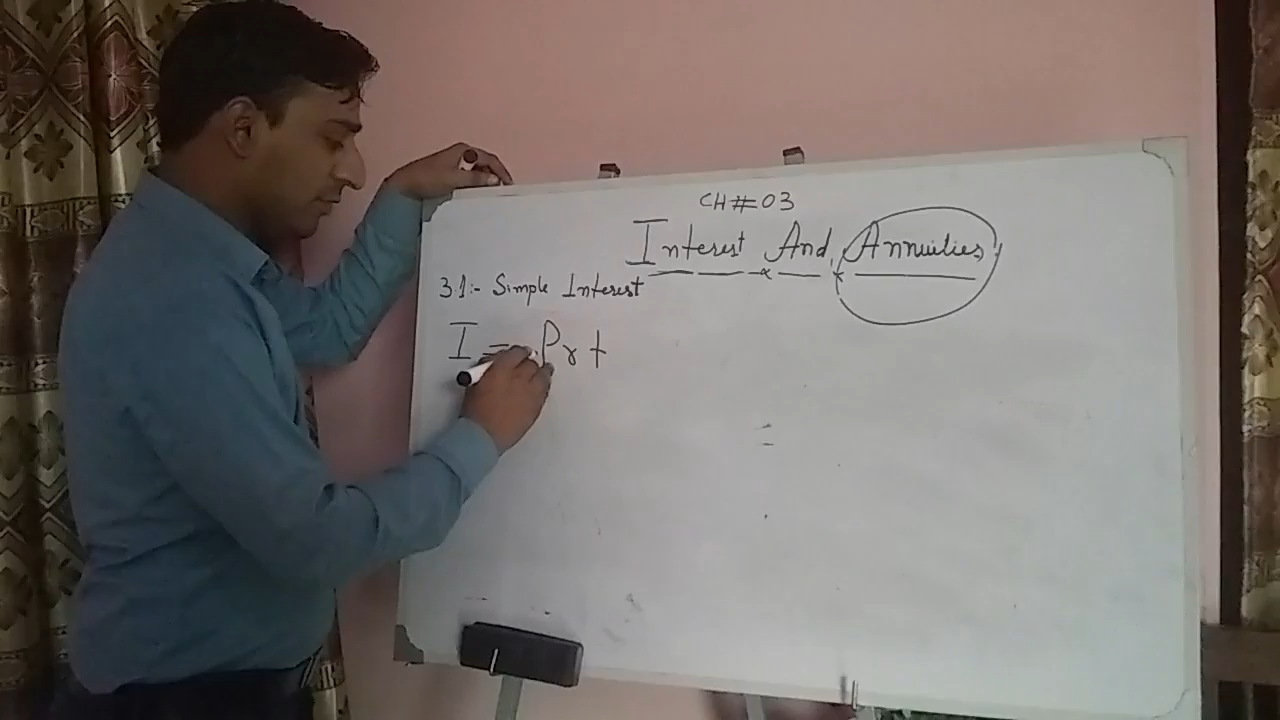 CH#03
Interest And Annuities
3.1:- Simple Interest
I = Prt
=